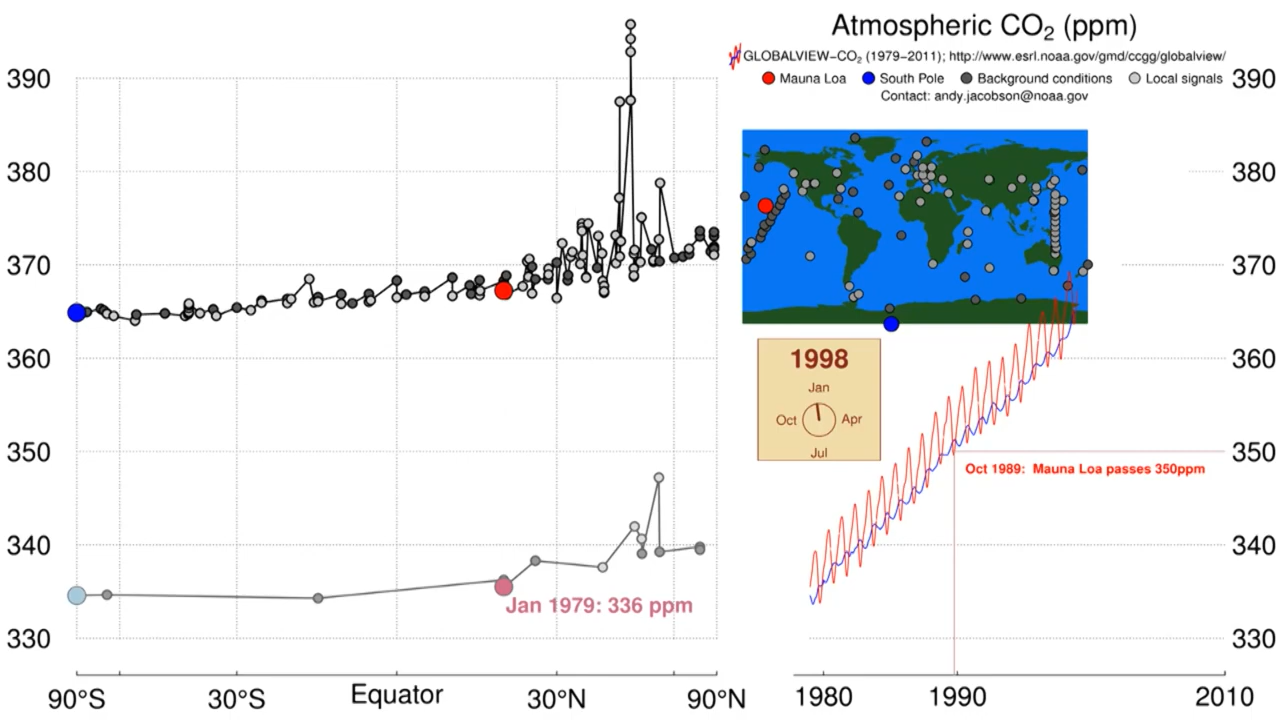 Atmospheric CO₂ (ppm)
GLOBALVIEW−CO₂ (1979−2011); http://www.esrl.noaa.gov/gmd/ccgg/globalview/
Mauna Loa South Pole Background conditions Local signals
Contact: andy.jacobson@noaa.gov
390
380
370
360
350
340
330
390
380
370
360
350
340
330
1998
Jan
Oct Apr
Jul
Oct 1989: Mauna Loa passes 350ppm
Jan 1979: 336 ppm
90°S 30°S Equator 30°N 90°N
1980 1990 2010